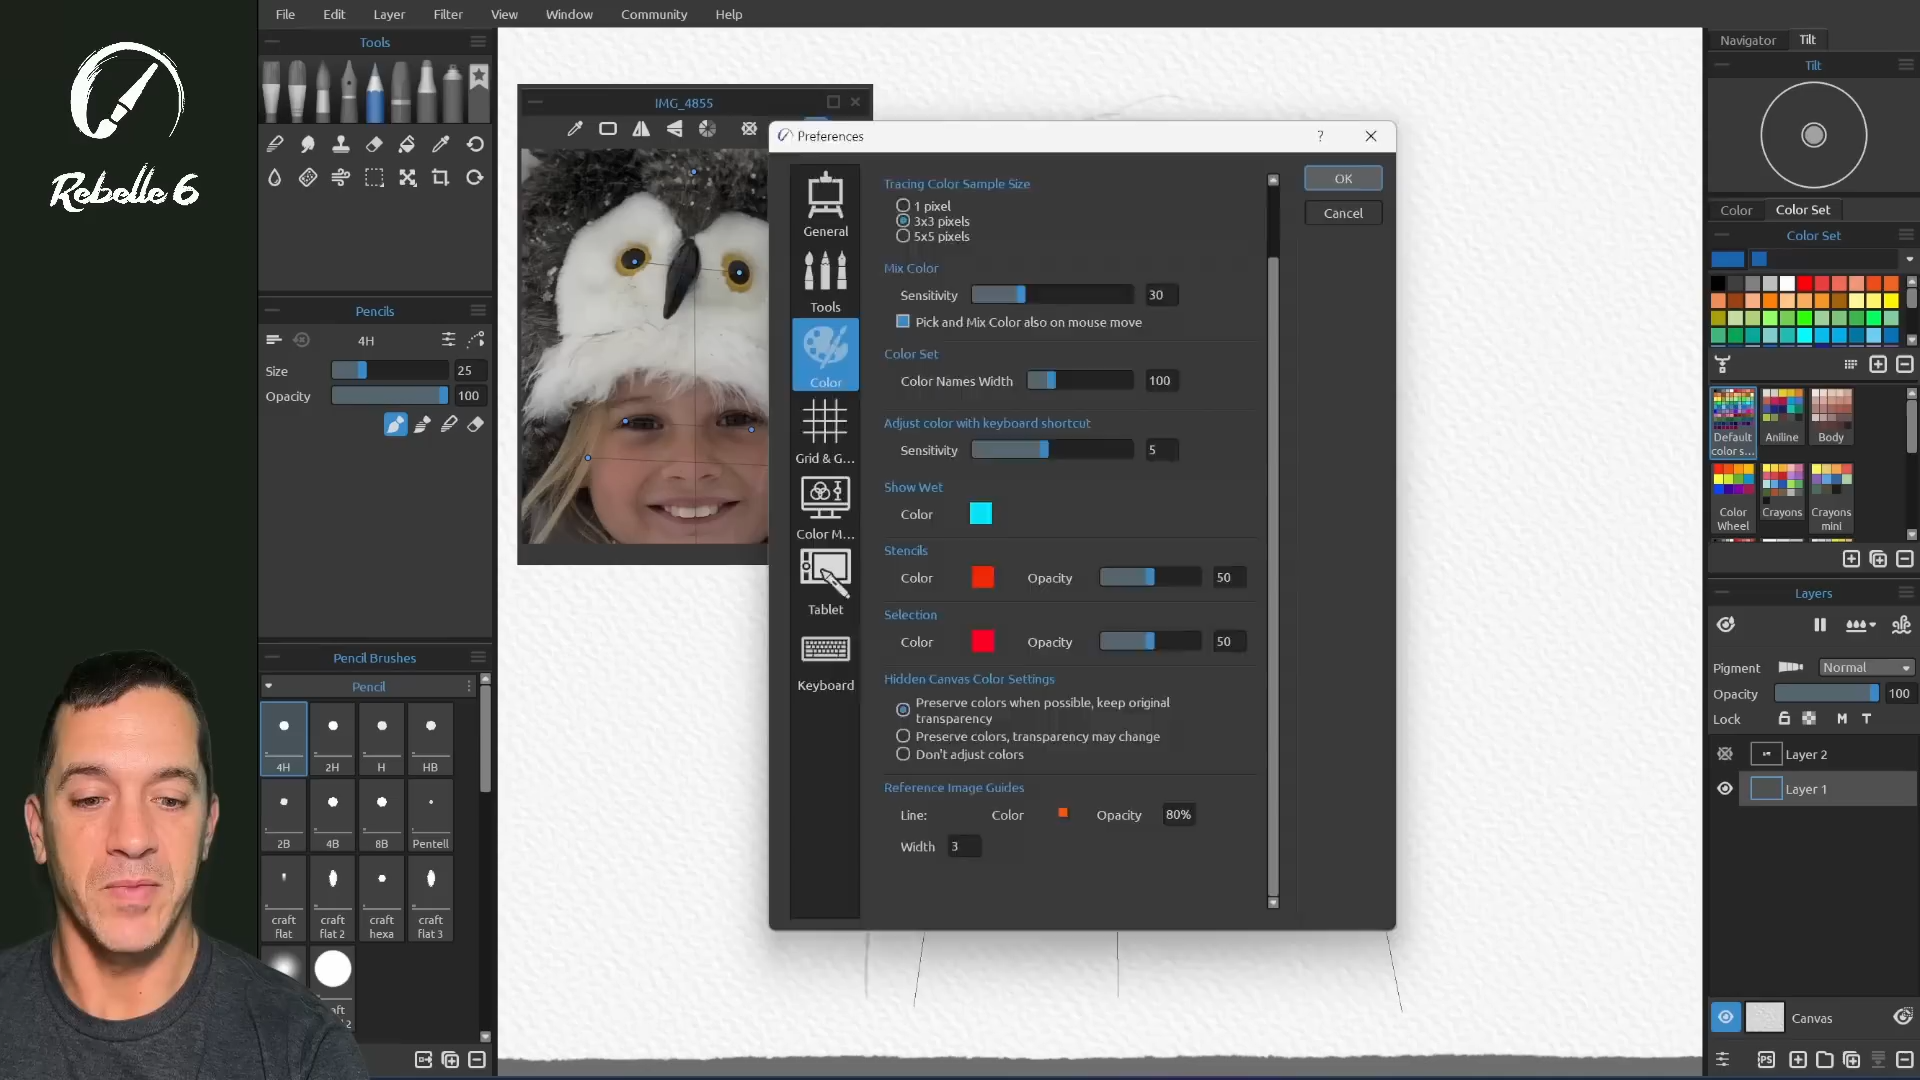 File Edit Layer Filter View Window Community Help
Rebelle 6
Tools
Pencils
4H
Size 25
Opacity 100
Pencil Brushes
Pencil
4H 2H H HB
2B 4B 8B Pentell
craft flat craft flat 2 craft hexa craft flat 3
IMG_4855
Preferences
?
General
Tools
Color
Grid & G...
Color M...
Tablet
Keyboard
Tracing Color Sample Size
1 pixel
3x3 pixels
5x5 pixels
Mix Color
Sensitivity 30
Pick and Mix Color also on mouse move
Color Set
Color Names Width 100
Adjust color with keyboard shortcut
Sensitivity 5
Show Wet
Color
Stencils
Color Opacity 50
Selection
Color Opacity 50
Hidden Canvas Color Settings
Preserve colors when possible, keep original
transparency
Preserve colors, transparency may change
Don't adjust colors
Reference Image Guides
Line: Color Opacity 80%
Width 3
OK
Cancel
Navigator Tilt
Tilt
Color Color Set
Color Set
Default color s... Aniline Body
Color Wheel Crayons Crayons mini
Layers
Pigment Normal
Opacity 100
Lock M T
Layer 2
Layer 1
Canvas
PS